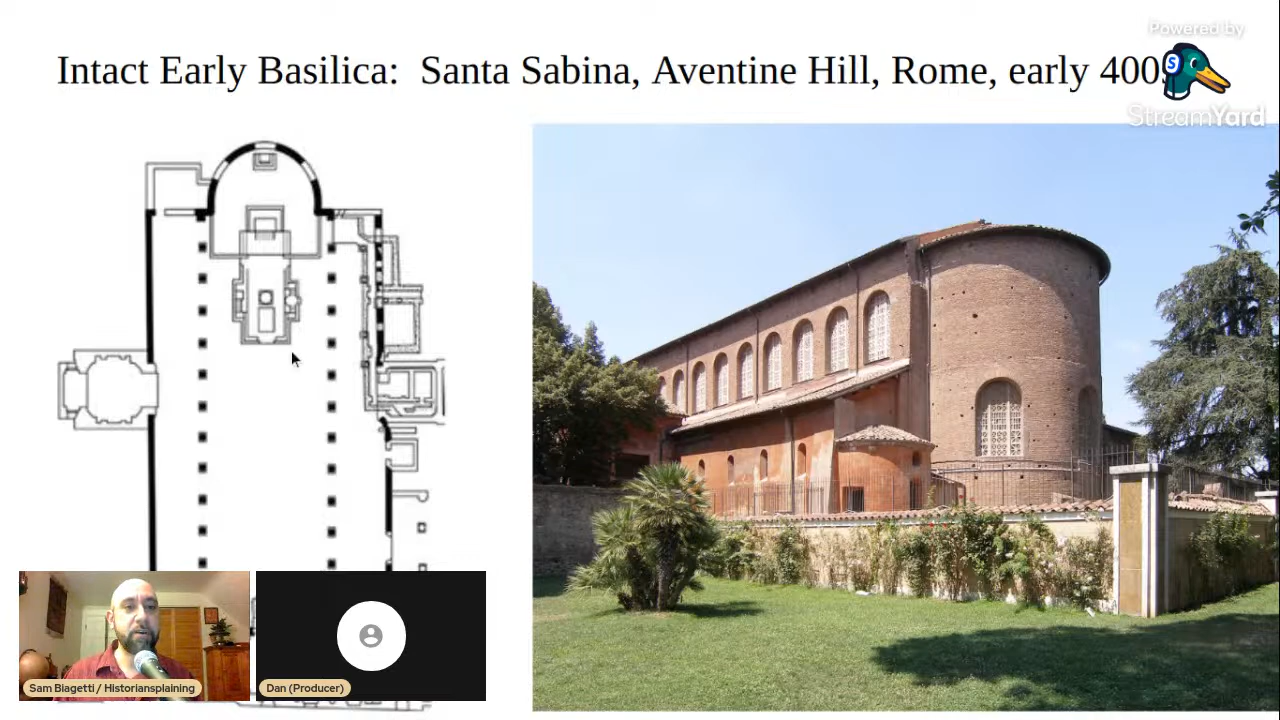 Powered by
Intact Early Basilica:  Santa Sabina, Aventine Hill, Rome, early 400s
S
StreamYard
Sam Biagetti / Historiansplaining
Dan (Producer)